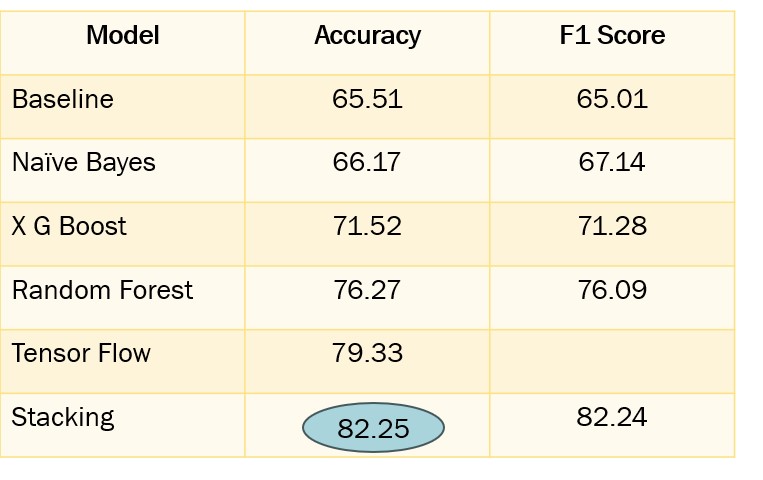 Model Accuracy F1 Score
Baseline 65.51 65.01
Naïve Bayes 66.17 67.14
X G Boost 71.52 71.28
Random Forest 76.27 76.09
Tensor Flow 79.33
Stacking 82.25 82.24